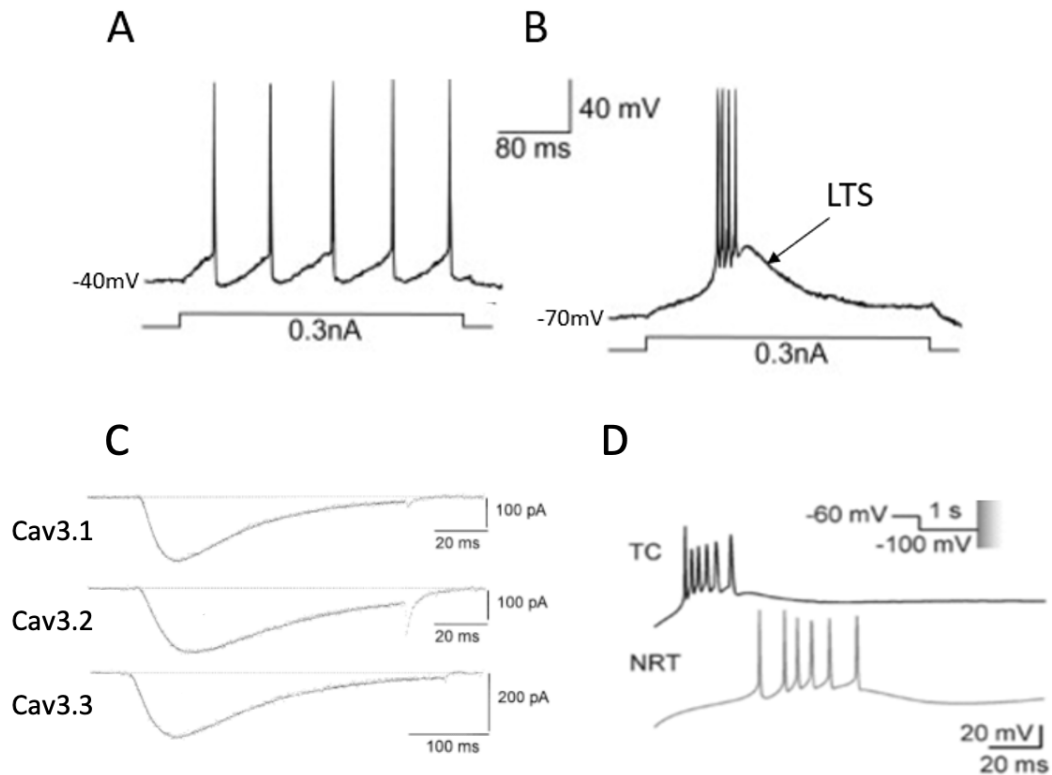 A
B
40 mV
80 ms
LTS
-40mV
0.3nA
-70mV
0.3nA
C
D
Cav3.1
100 pA
20 ms
Cav3.2
100 pA
20 ms
Cav3.3
200 pA
100 ms
-60 mV
1 s
-100 mV
TC
NRT
20 mV
20 ms